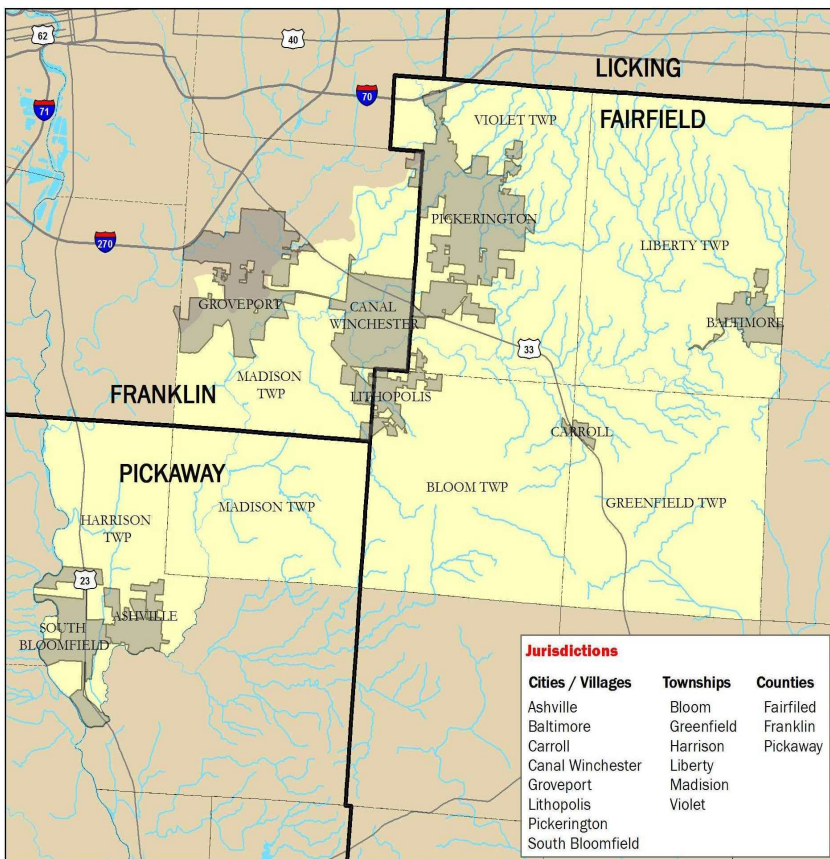 62
40
LICKING
71
70
VIOLET TWP
FAIRFIELD
PICKERINGTON
270
LIBERTY TWP
GROVEPORT
CANAL
WINCHESTER
BALTIMORE
33
MADISON
TWP
FRANKLIN
LITHOPOLIS
CARROLL
PICKAWAY
BLOOM TWP
MADISON TWP
GREENFIELD TWP
HARRISON
TWP
23
ASHVILLE
SOUTH
BLOOMFIELD
Jurisdictions
Cities / Villages Townships Counties
Ashville Bloom Fairfiled
Baltimore Greenfield Franklin
Carroll Harrison Pickaway
Canal Winchester Liberty
Groveport Madision
Lithopolis Violet
Pickerington
South Bloomfield